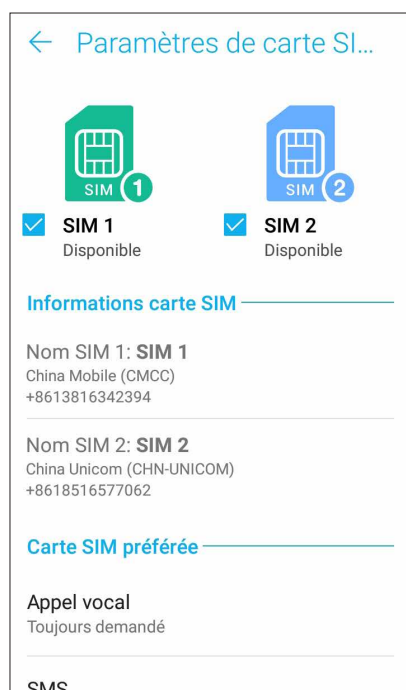 Paramètres de carte SI...
SIM 1
SIM 2
SIM 1
SIM 2
Disponible
Disponible
Informations carte SIM
Nom SIM 1: SIM 1
China Mobile (CMCC)
+8613816342394
Nom SIM 2: SIM 2
China Unicom (CHN-UNICOM)
+8618516577062
Carte SIM préférée
Appel vocal
Toujours demandé
SMS